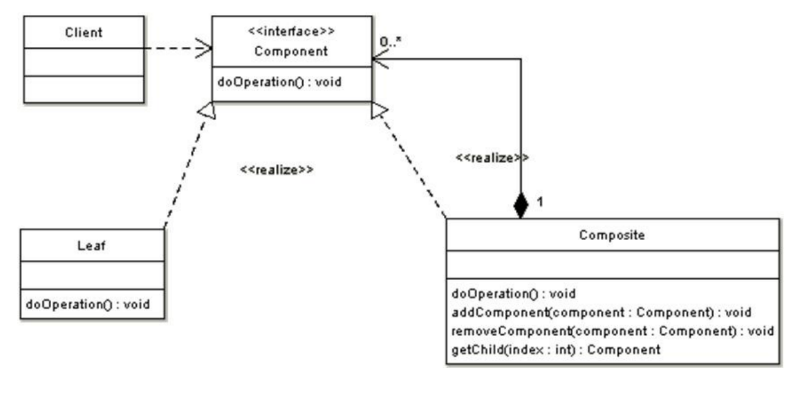 Client
<<interface>>
Component
doOperation() : void
0..*
<<realize>>
<<realize>>
1
Leaf
doOperation() : void
Composite
doOperation() : void
addComponent(component : Component) : void
removeComponent(component : Component) : void
getChild(index : int) : Component